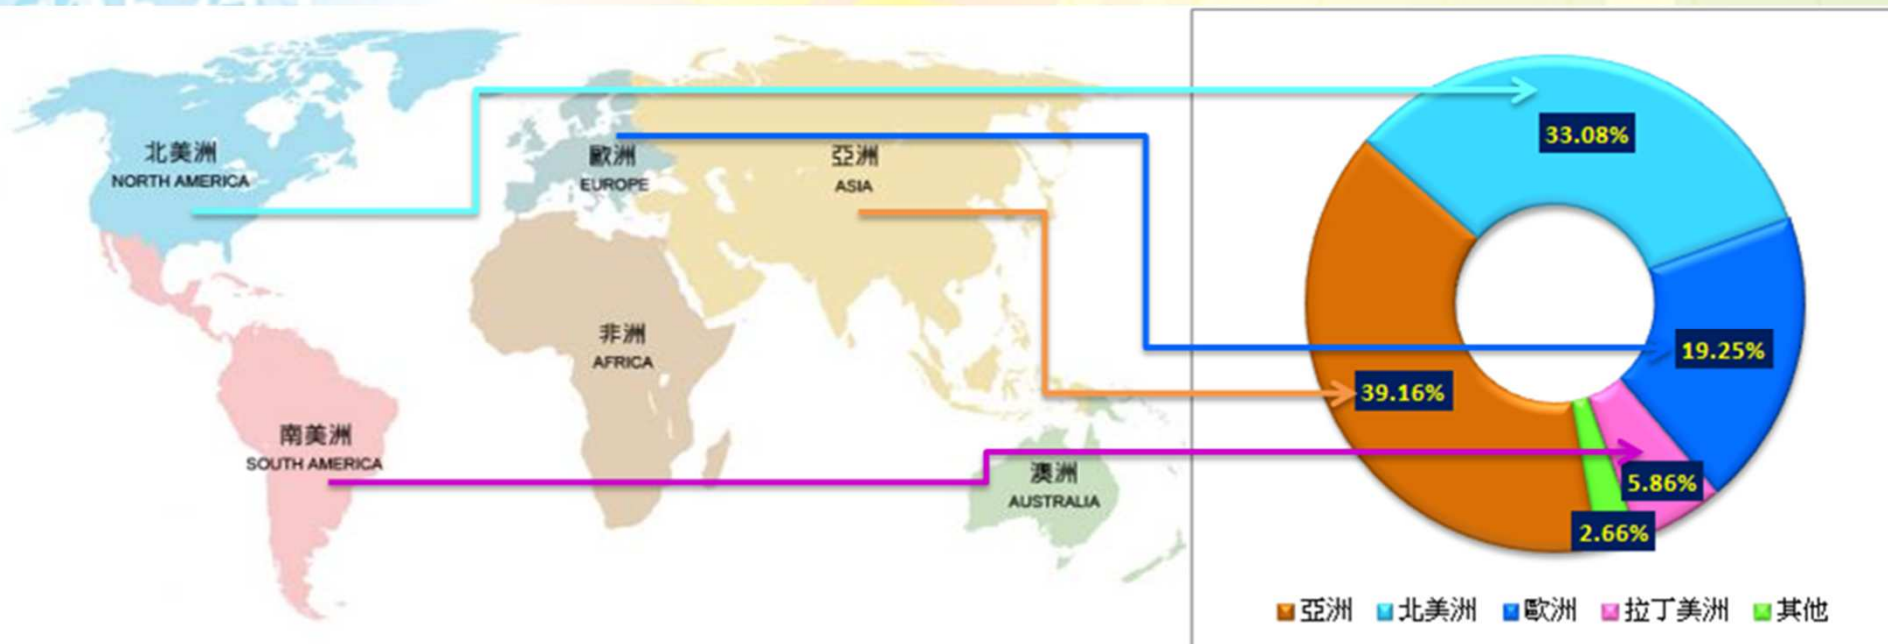 北美洲
NORTH AMERICA
歐洲
EUROPE
亞洲
ASIA
非洲
AFRICA
南美洲
SOUTH AMERICA
澳洲
AUSTRALIA
33.08%
19.25%
39.16%
5.86%
2.66%
亞洲 北美洲 歐洲 拉丁美洲 其他